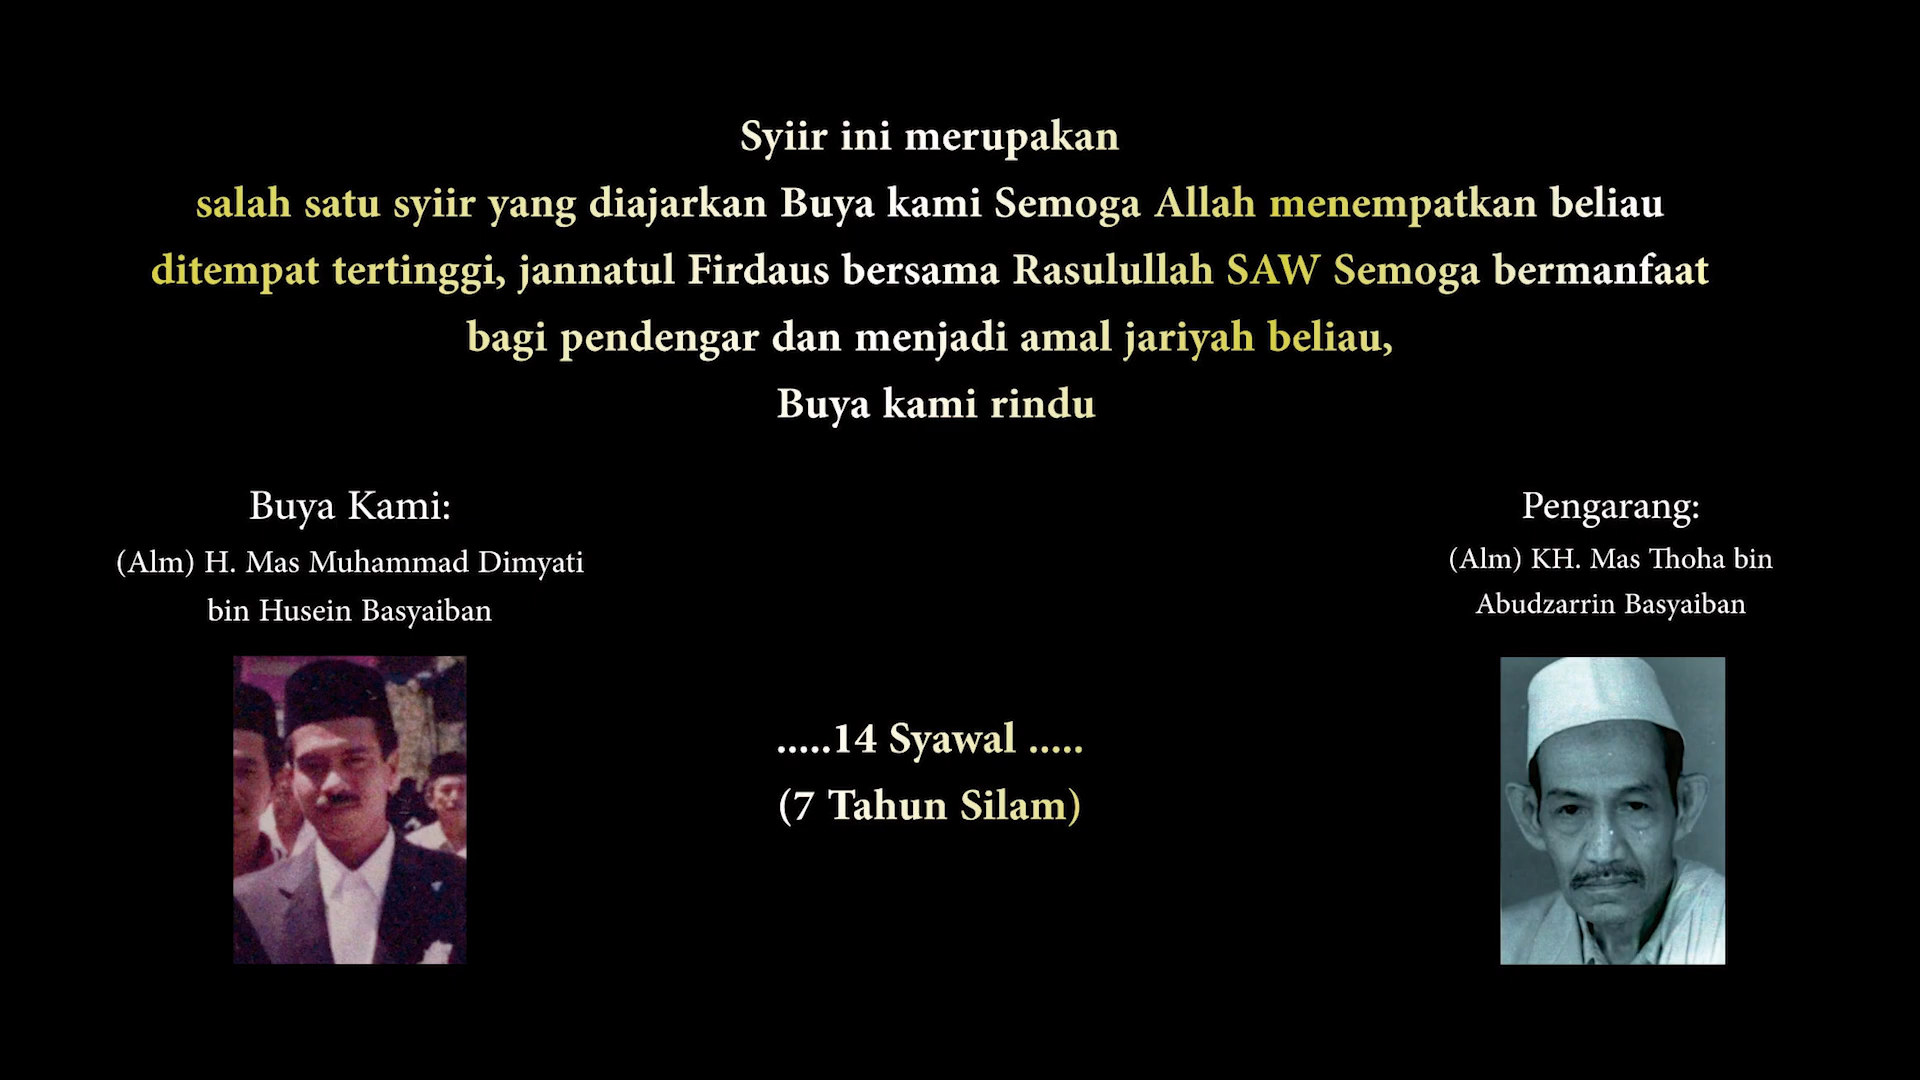 Syiir ini merupakan
salah satu syiir yang diajarkan Buya kami Semoga Allah menempatkan beliau
ditempat tertinggi, jannatul Firdaus bersama Rasulullah SAW Semoga bermanfaat
bagi pendengar dan menjadi amal jariyah beliau,
Buya kami rindu
Buya Kami:
(Alm) H. Mas Muhammad Dimyati
bin Husein Basyaiban
Pengarang:
(Alm) KH. Mas Thoha bin
Abudzarrin Basyaiban
.....14 Syawal .....
(7 Tahun Silam)